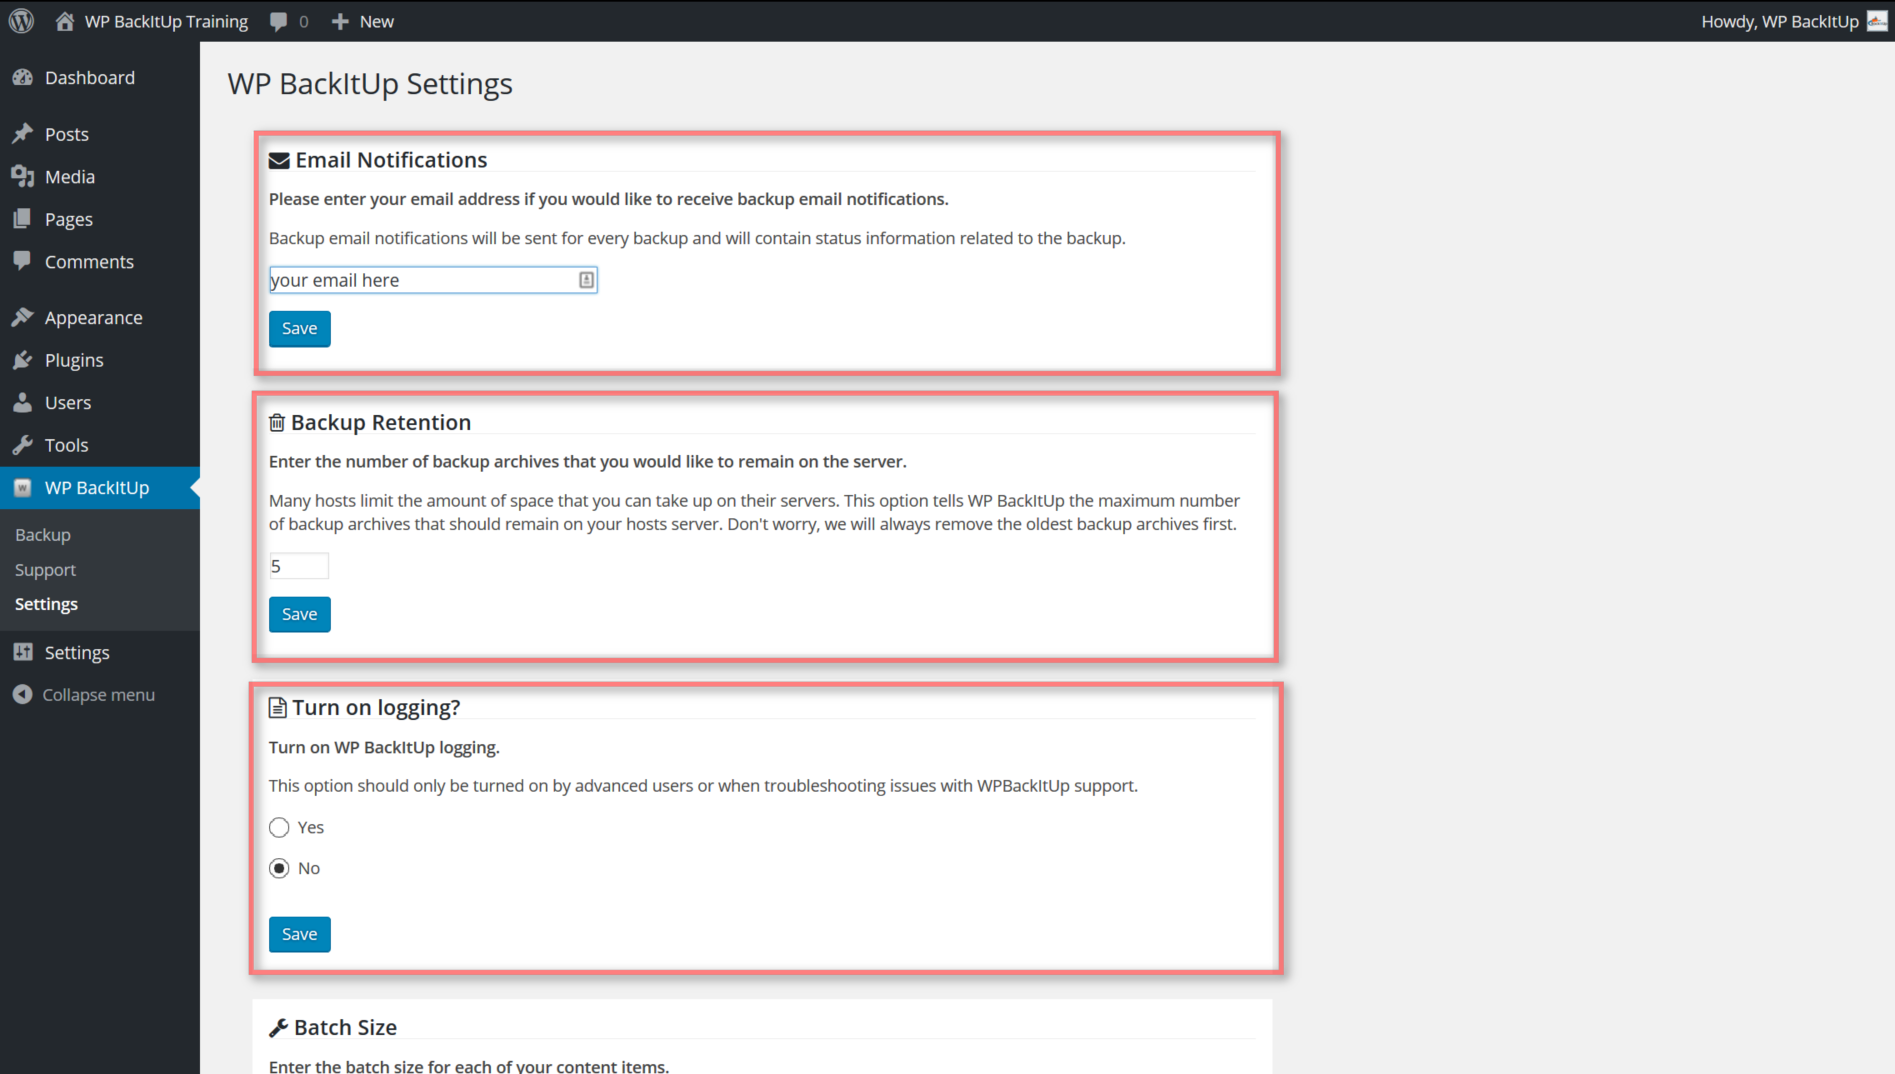 WP BackItUp Training 0 New Howdy, WP BackItUp
Dashboard
Posts
Media
Pages
Comments
Appearance
Plugins
Users
Tools
WP BackItUp
Backup
Support
Settings
Settings
Collapse menu
WP BackItUp Settings
Email Notifications
Please enter your email address if you would like to receive backup email notifications.
Backup email notifications will be sent for every backup and will contain status information related to the backup.
your email here
Save
Backup Retention
Enter the number of backup archives that you would like to remain on the server.
Many hosts limit the amount of space that you can take up on their servers. This option tells WP BackItUp the maximum number
of backup archives that should remain on your hosts server. Don't worry, we will always remove the oldest backup archives first.
5
Save
Turn on logging?
Turn on WP BackItUp logging.
This option should only be turned on by advanced users or when troubleshooting issues with WPBackItUp support.
Yes
No
Save
Batch Size
Enter the batch size for each of your content items.